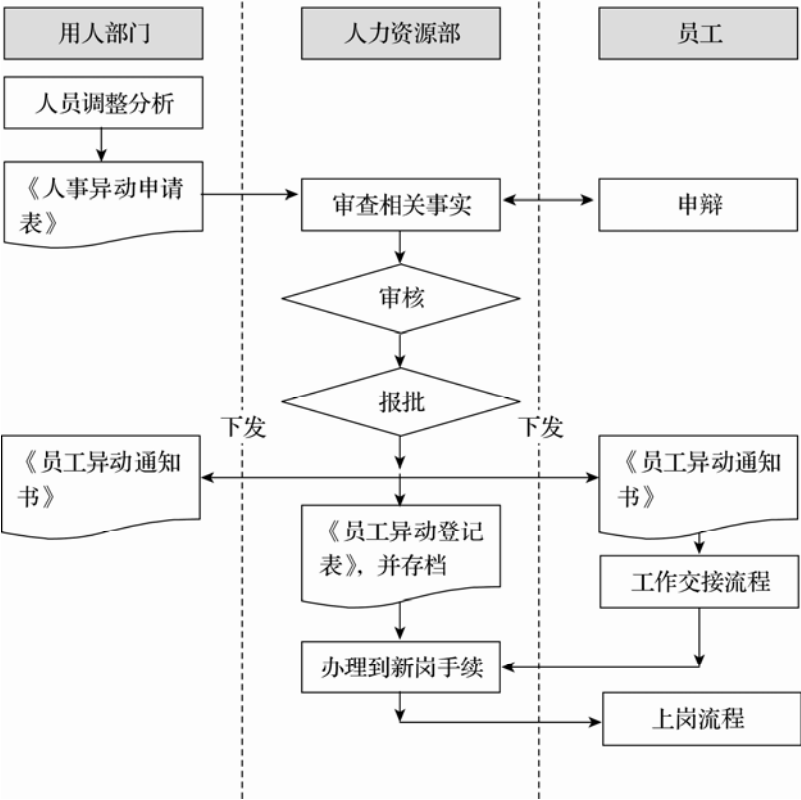 用人部门
人力资源部
员工
人员调整分析
《人事异动申请
表》
审查相关事实
申辩
审核
报批
下发
下发
《员工异动通知
书》
《员工异动通知
书》
《员工异动登记
表》，并存档
工作交接流程
办理到新岗手续
上岗流程